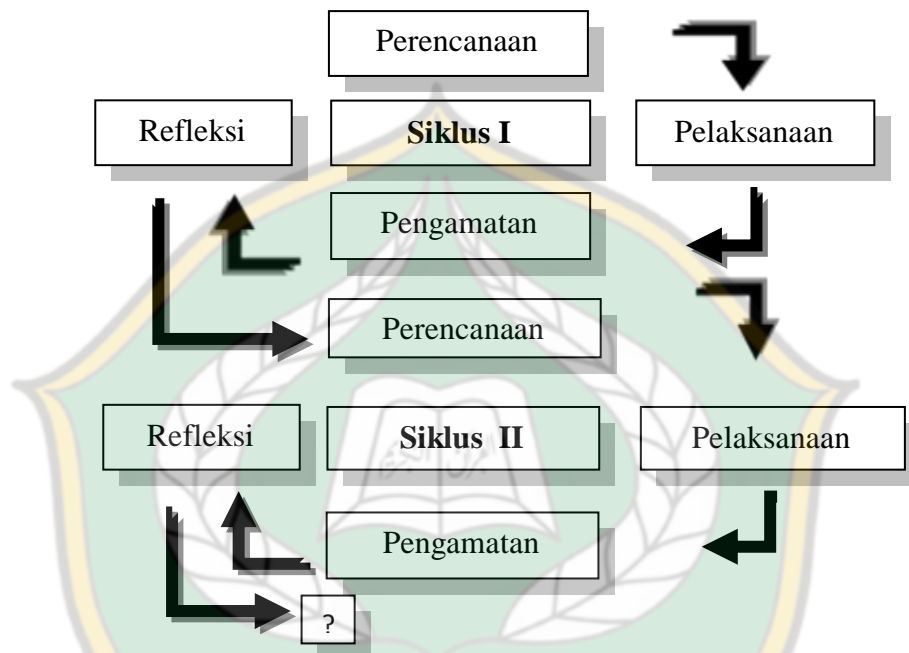 Perencanaan
Refleksi
Siklus I
Pelaksanaan
Pengamatan
Perencanaan
Refleksi
Siklus II
Pelaksanaan
Pengamatan
?